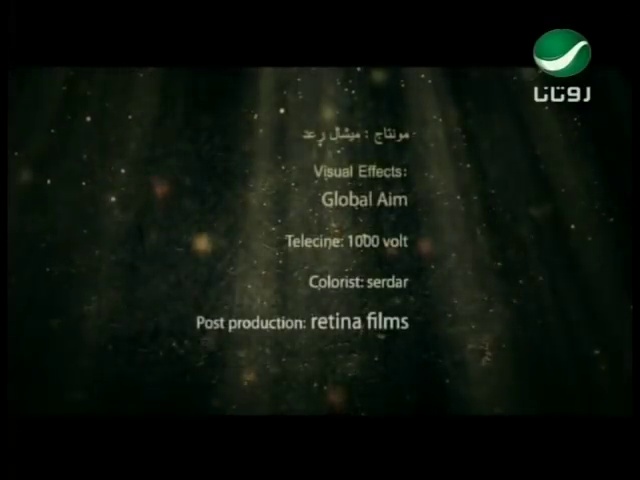 روتانا
مونتاج : ميشال رعد
Visual Effects:
Global Aim
Telecine: 1000 volt
Colorist: serdar
Post production: retina films